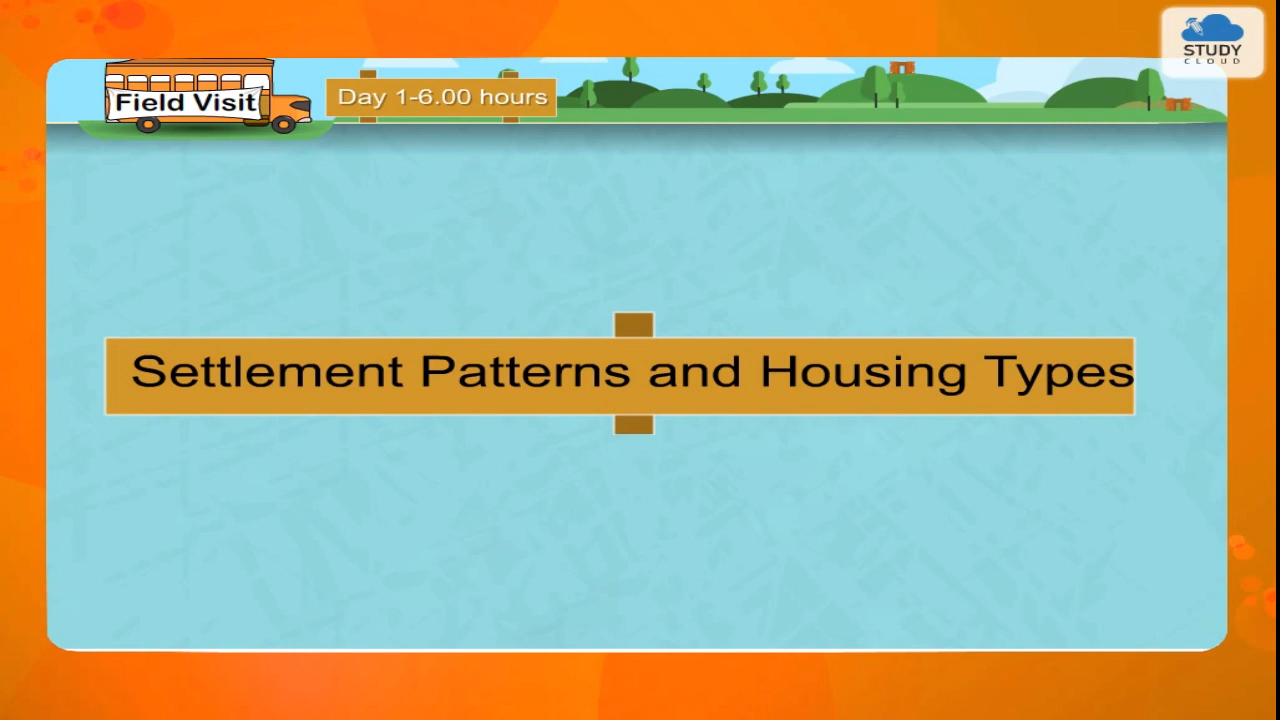 STUDY
CLOUD
Field Visit
Day 1-6.00 hours
Settlement Patterns and Housing Types